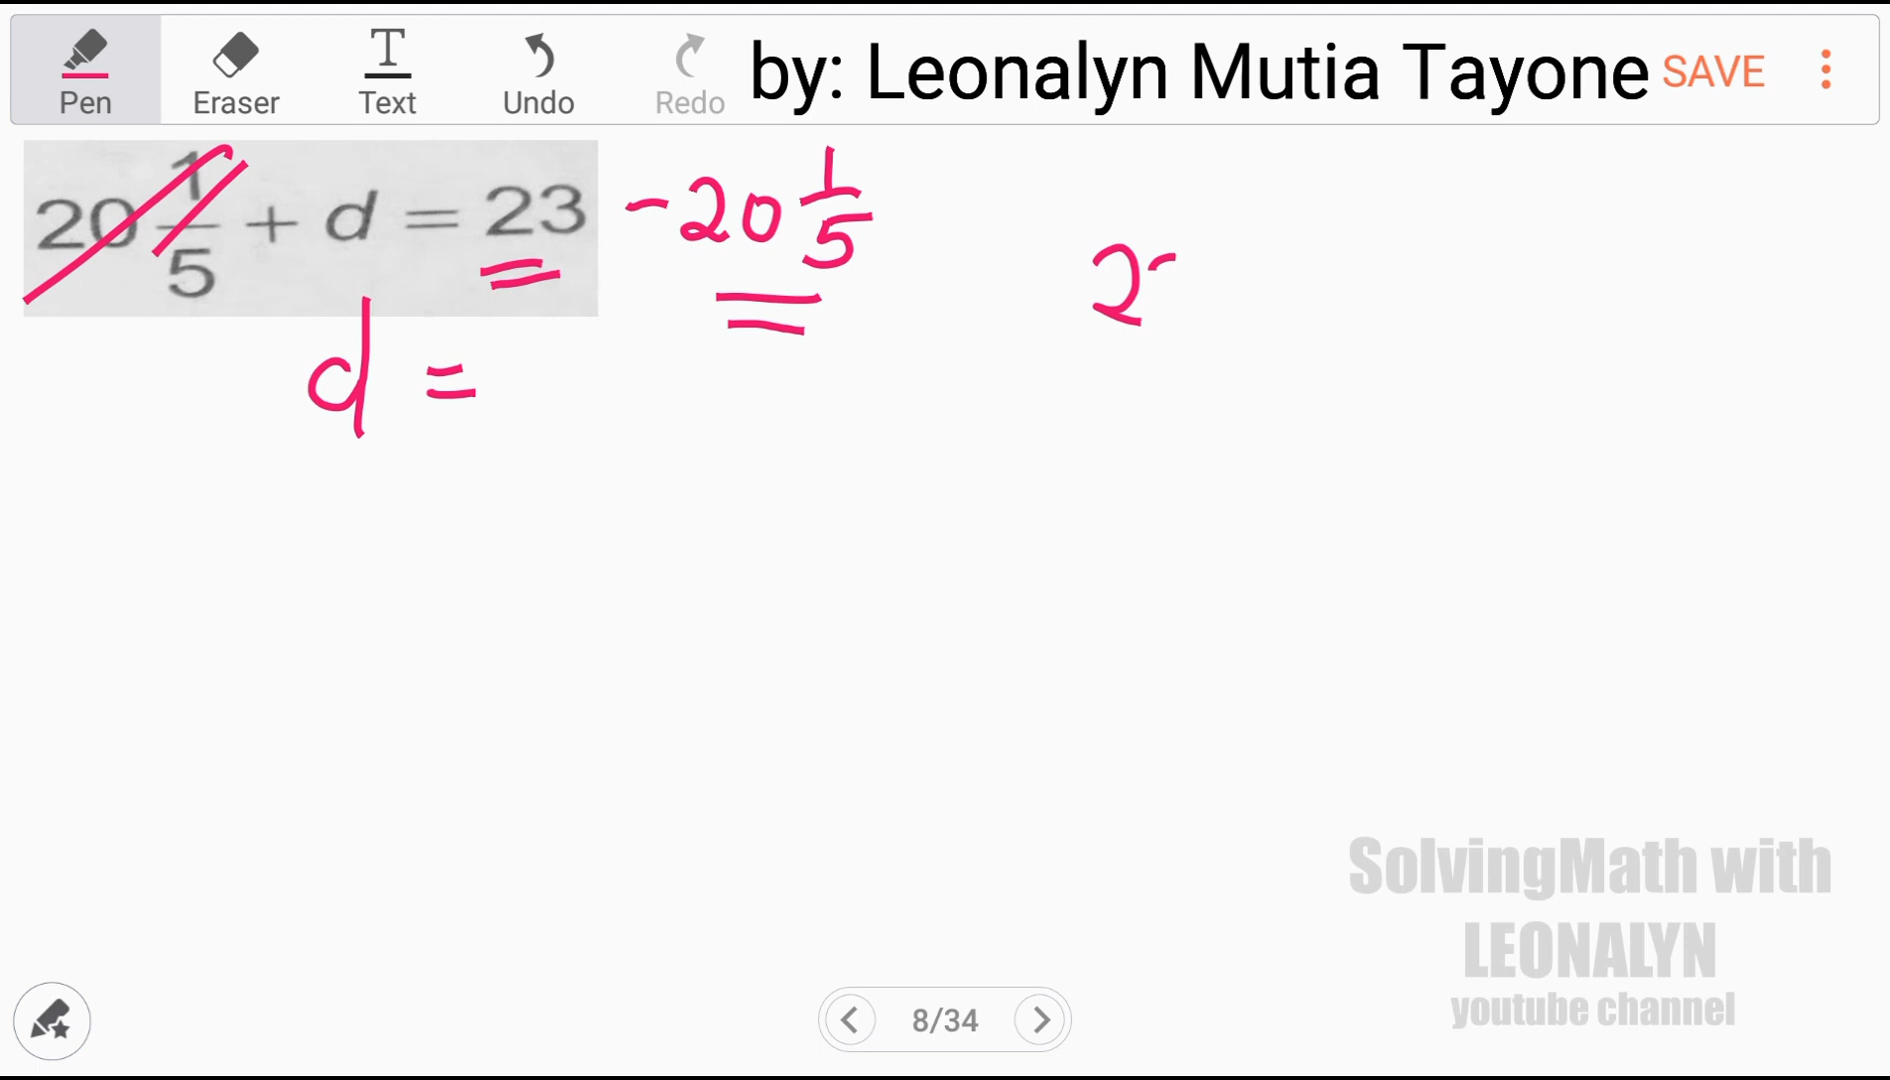 Pen Eraser Text Undo Redo by: Leonalyn Mutia Tayone SAVE
20 1/5 + d = 23 -20 1/5
2
d =
SolvingMath with
LEONALYN
youtube channel
8/34